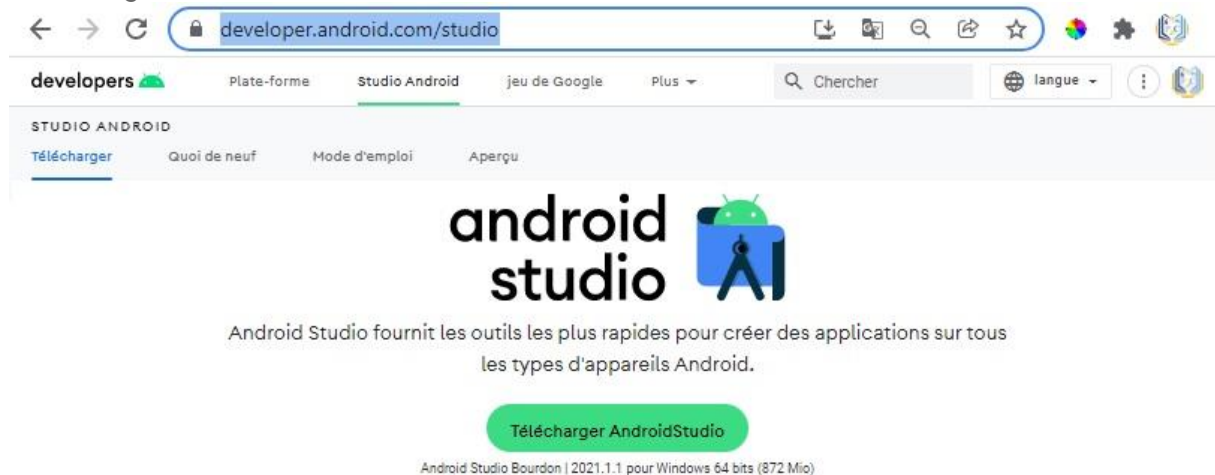 developer.android.com/studio
developers Plate-forme Studio Android jeu de Google Plus Chercher langue
STUDIO ANDROID
Télécharger Quoi de neuf Mode d'emploi Aperçu
android
studio
Android Studio fournit les outils les plus rapides pour créer des applications sur tous
les types d'appareils Android.
Télécharger AndroidStudio
Android Studio Bourdon | 2021.1.1 pour Windows 64 bits (872 Mio)